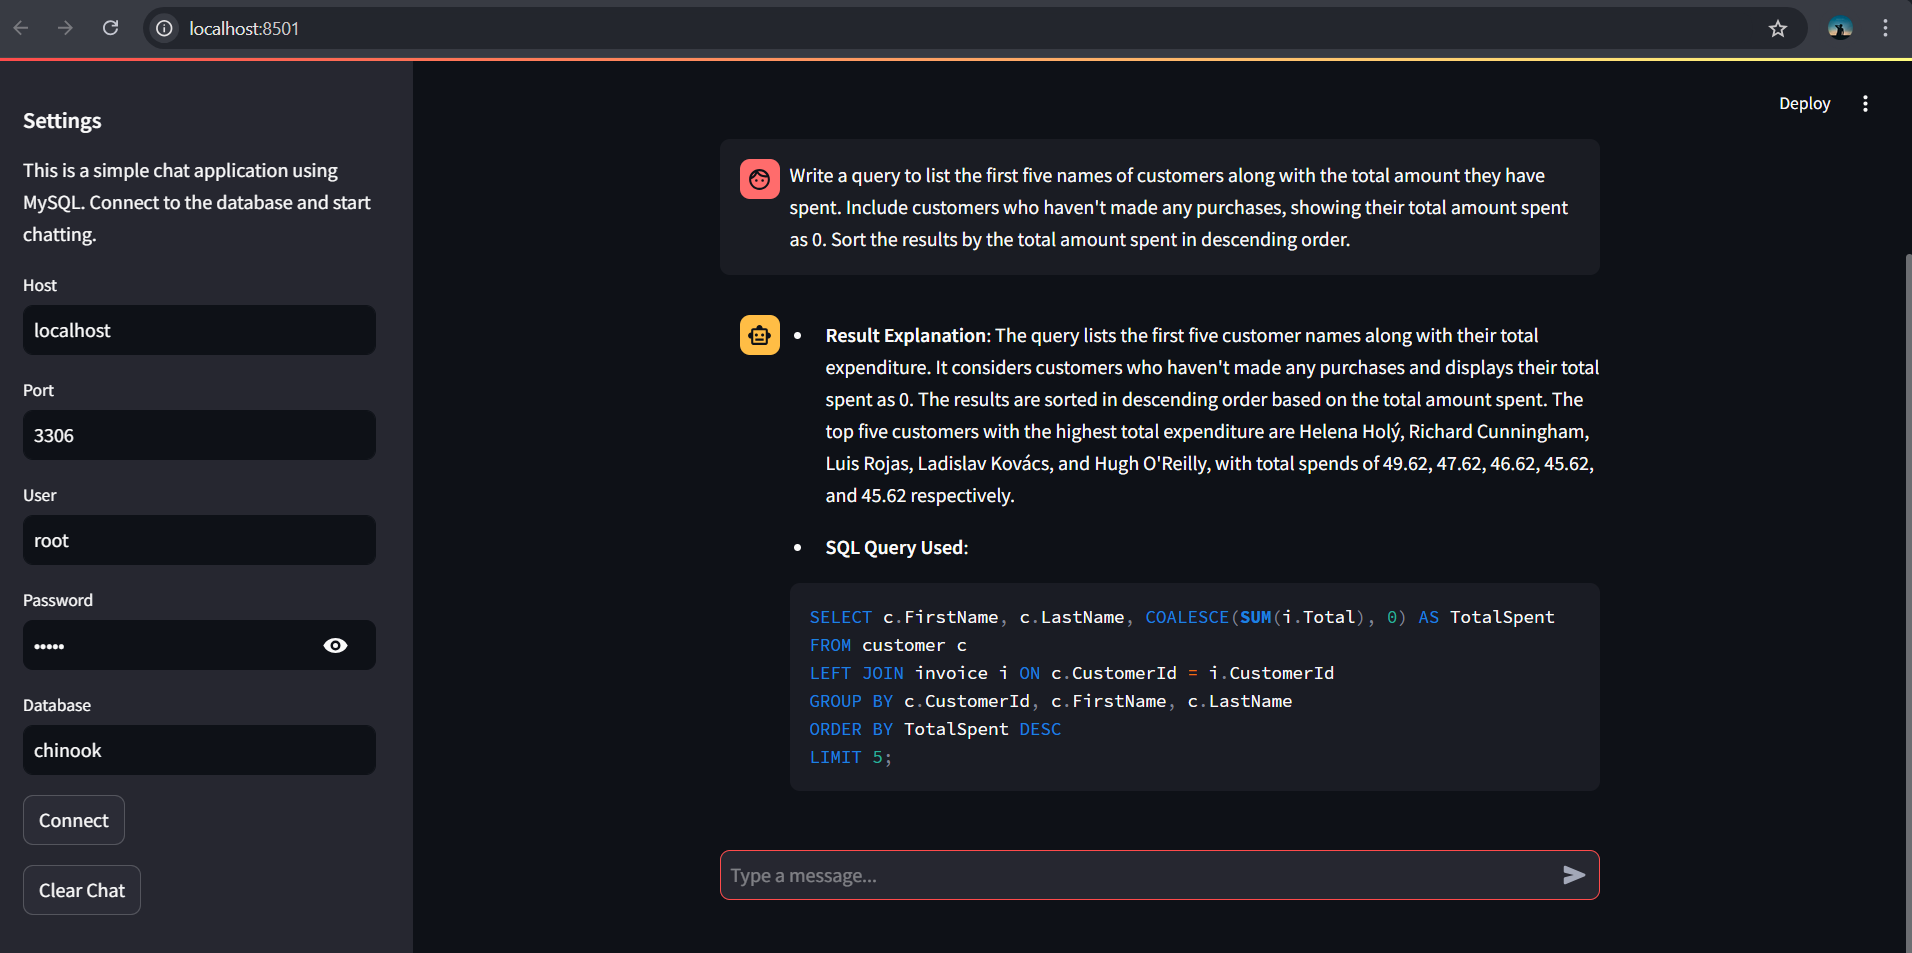 localhost:8501
Deploy
Settings
This is a simple chat application using
MySQL. Connect to the database and start
chatting.
Host
localhost
Port
3306
User
root
Password
•••••
Database
chinook
Connect
Clear Chat
Write a query to list the first five names of customers along with the total amount they have
spent. Include customers who haven't made any purchases, showing their total amount spent
as 0. Sort the results by the total amount spent in descending order.
• Result Explanation: The query lists the first five customer names along with their total
expenditure. It considers customers who haven't made any purchases and displays their total
spent as 0. The results are sorted in descending order based on the total amount spent. The
top five customers with the highest total expenditure are Helena Holý, Richard Cunningham,
Luis Rojas, Ladislav Kovács, and Hugh O'Reilly, with total spends of 49.62, 47.62, 46.62, 45.62,
and 45.62 respectively.
• SQL Query Used:
SELECT c.FirstName, c.LastName, COALESCE(SUM(i.Total), 0) AS TotalSpent
FROM customer c
LEFT JOIN invoice i ON c.CustomerId = i.CustomerId
GROUP BY c.CustomerId, c.FirstName, c.LastName
ORDER BY TotalSpent DESC
LIMIT 5;
Type a message...